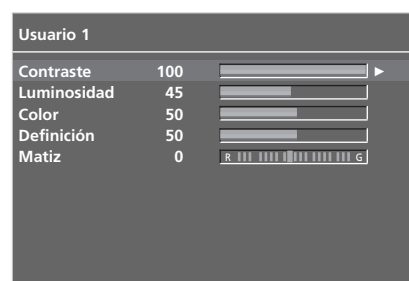 Usuario 1
Contraste 100
Luminosidad 45
Color 50
Definición 50
Matiz 0 R G